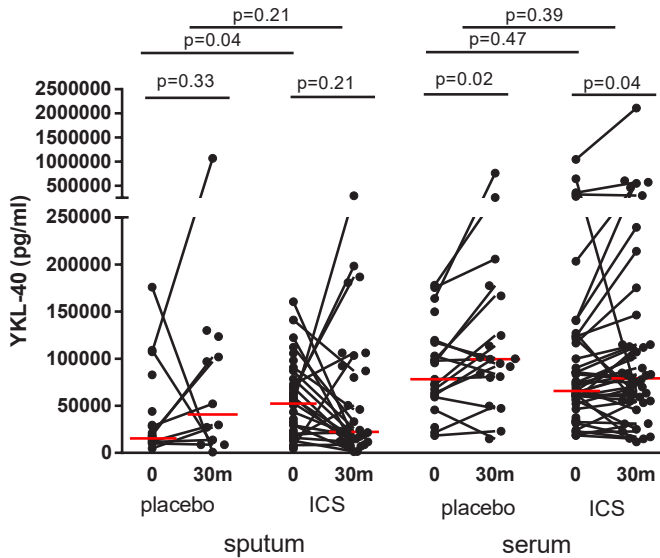 p=0.21
p=0.39
p=0.04
p=0.47
p=0.33
p=0.21
p=0.02
p=0.04
YKL-40 (pg/ml)
2500000
2000000
1500000
1000000
500000
250000
200000
150000
100000
50000
0
0 30m 0 30m 0 30m 0 30m
placebo ICS placebo ICS
sputum serum